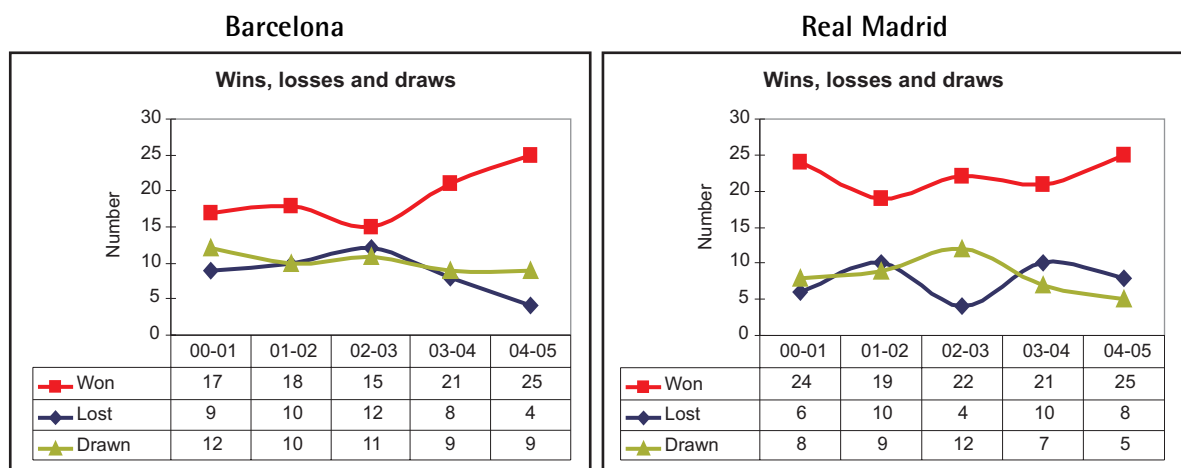 Barcelona
Wins, losses and draws
Number
30
25
20
15
10
5
0
00-01 01-02 02-03 03-04 04-05
Won 17 18 15 21 25
Lost 9 10 12 8 4
Drawn 12 10 11 9 9
Real Madrid
Wins, losses and draws
Number
30
25
20
15
10
5
0
00-01 01-02 02-03 03-04 04-05
Won 24 19 22 21 25
Lost 6 10 4 10 8
Drawn 8 9 12 7 5